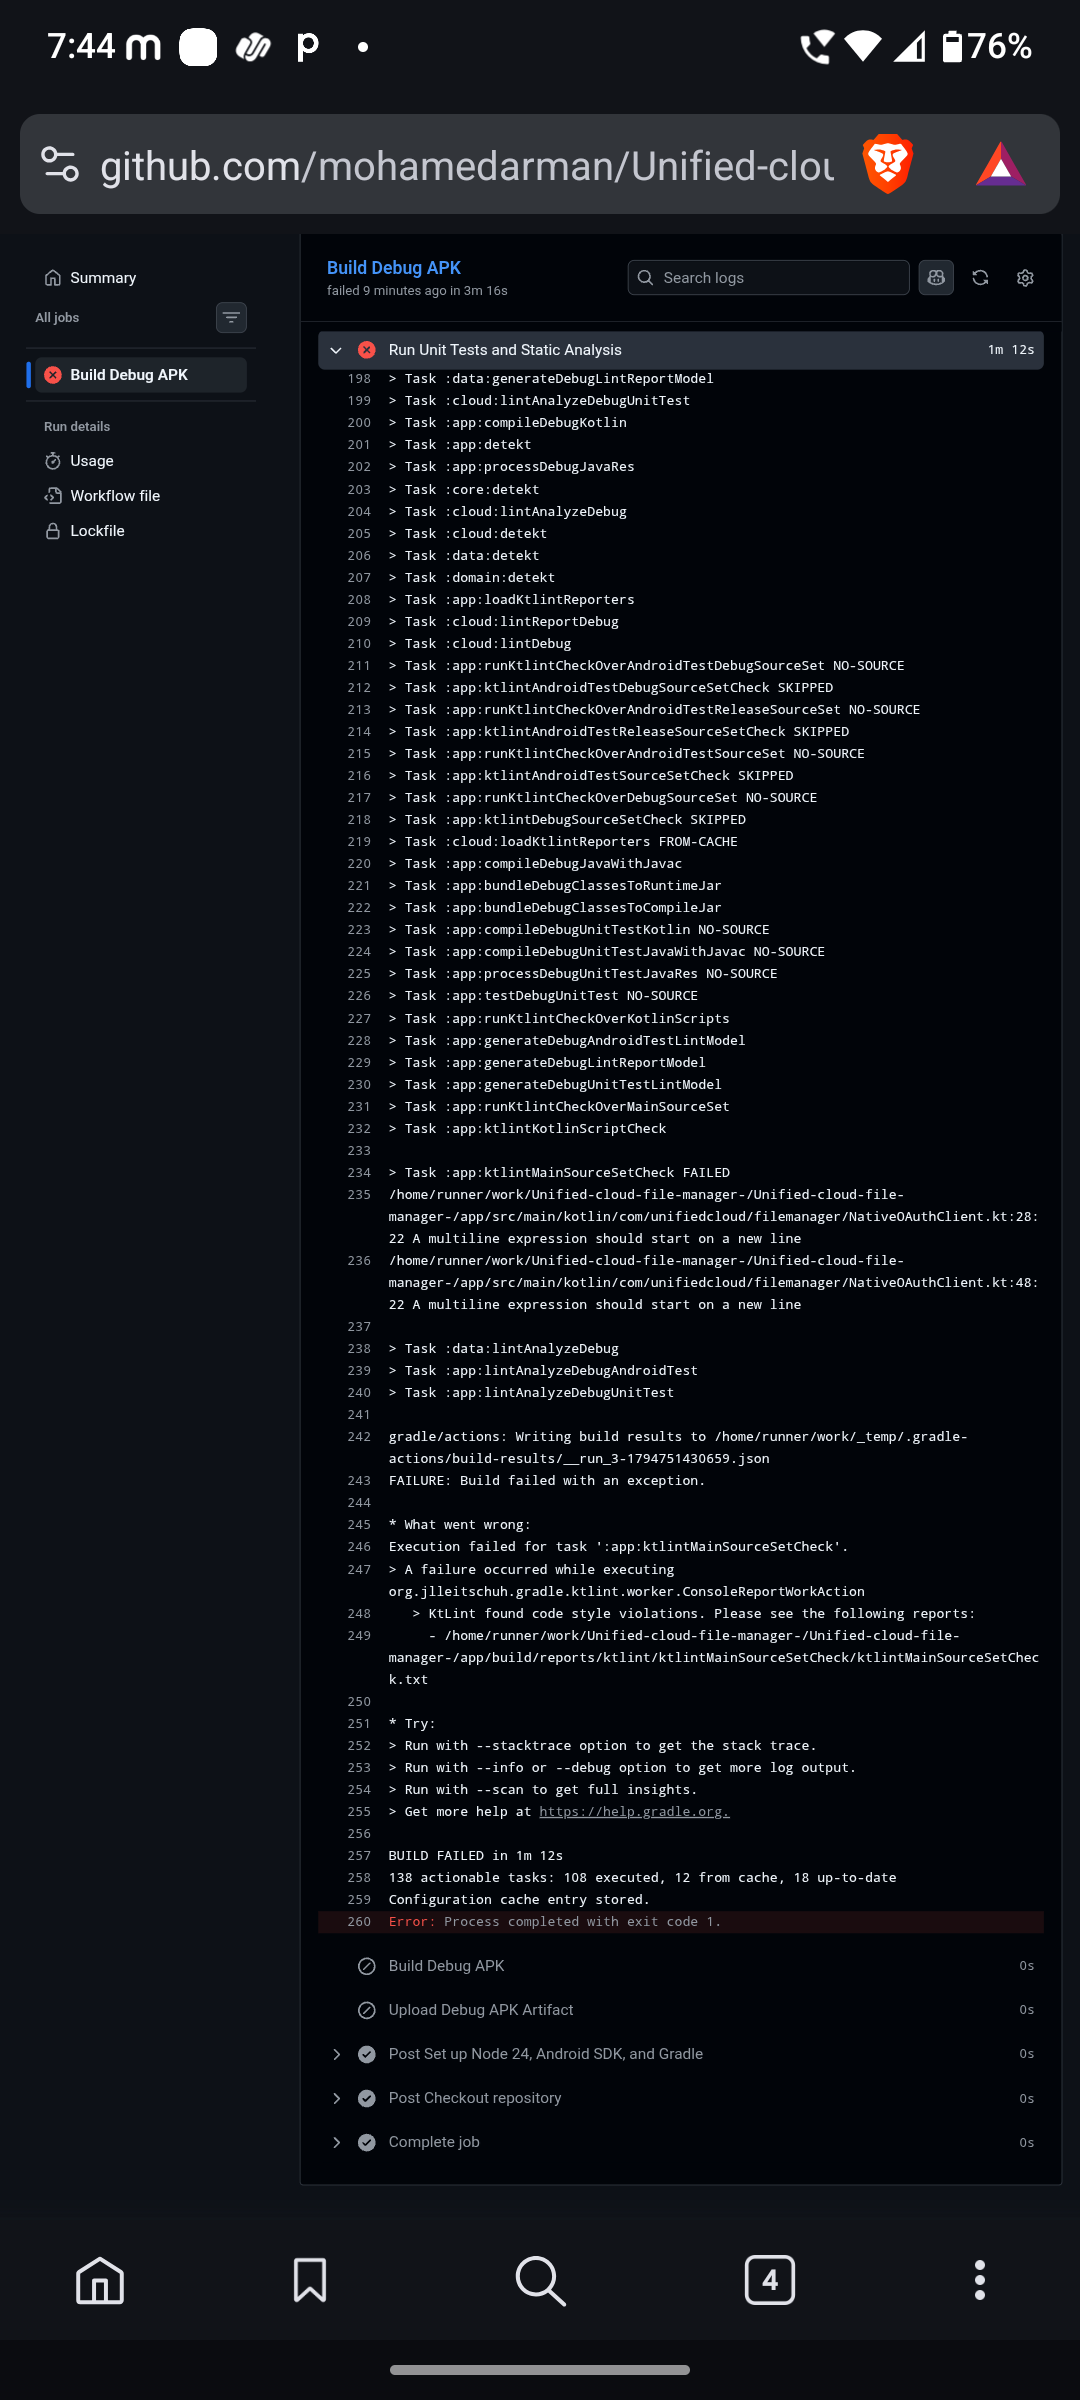 7:44
76%
github.com/mohamedarman/Unified-clou
Summary
All jobs
Build Debug APK
Run details
Usage
Workflow file
Lockfile
Build Debug APK
failed 9 minutes ago in 3m 16s
Search logs
Run Unit Tests and Static Analysis 1m 12s
198 > Task :data:generateDebugLintReportModel
199 > Task :cloud:lintAnalyzeDebugUnitTest
200 > Task :app:compileDebugKotlin
201 > Task :app:detekt
202 > Task :app:processDebugJavaRes
203 > Task :core:detekt
204 > Task :cloud:lintAnalyzeDebug
205 > Task :cloud:detekt
206 > Task :data:detekt
207 > Task :domain:detekt
208 > Task :app:loadKtlintReporters
209 > Task :cloud:lintReportDebug
210 > Task :cloud:lintDebug
211 > Task :app:runKtlintCheckOverAndroidTestDebugSourceSet NO-SOURCE
212 > Task :app:ktlintAndroidTestDebugSourceSetCheck SKIPPED
213 > Task :app:runKtlintCheckOverAndroidTestReleaseSourceSet NO-SOURCE
214 > Task :app:ktlintAndroidTestReleaseSourceSetCheck SKIPPED
215 > Task :app:runKtlintCheckOverAndroidTestSourceSet NO-SOURCE
216 > Task :app:ktlintAndroidTestSourceSetCheck SKIPPED
217 > Task :app:runKtlintCheckOverDebugSourceSet NO-SOURCE
218 > Task :app:ktlintDebugSourceSetCheck SKIPPED
219 > Task :cloud:loadKtlintReporters FROM-CACHE
220 > Task :app:compileDebugJavaWithJavac
221 > Task :app:bundleDebugClassesToRuntimeJar
222 > Task :app:bundleDebugClassesToCompileJar
223 > Task :app:compileDebugUnitTestKotlin NO-SOURCE
224 > Task :app:compileDebugUnitTestJavaWithJavac NO-SOURCE
225 > Task :app:processDebugUnitTestJavaRes NO-SOURCE
226 > Task :app:testDebugUnitTest NO-SOURCE
227 > Task :app:runKtlintCheckOverKotlinScripts
228 > Task :app:generateDebugAndroidTestLintModel
229 > Task :app:generateDebugLintReportModel
230 > Task :app:generateDebugUnitTestLintModel
231 > Task :app:runKtlintCheckOverMainSourceSet
232 > Task :app:ktlintKotlinScriptCheck
233
234 > Task :app:ktlintMainSourceSetCheck FAILED
235 /home/runner/work/Unified-cloud-file-manager-/Unified-cloud-file-
manager-/app/src/main/kotlin/com/unifiedcloud/filemanager/NativeOAuthClient.kt:28:
22 A multiline expression should start on a new line
236 /home/runner/work/Unified-cloud-file-manager-/Unified-cloud-file-
manager-/app/src/main/kotlin/com/unifiedcloud/filemanager/NativeOAuthClient.kt:48:
22 A multiline expression should start on a new line
237
238 > Task :data:lintAnalyzeDebug
239 > Task :app:lintAnalyzeDebugAndroidTest
240 > Task :app:lintAnalyzeDebugUnitTest
241
242 gradle/actions: Writing build results to /home/runner/work/_temp/.gradle-
actions/build-results/__run_3-1794751430659.json
243 FAILURE: Build failed with an exception.
244
245 * What went wrong:
246 Execution failed for task ':app:ktlintMainSourceSetCheck'.
247 > A failure occurred while executing
org.jlleitschuh.gradle.ktlint.worker.ConsoleReportWorkAction
248 > KtLint found code style violations. Please see the following reports:
249 - /home/runner/work/Unified-cloud-file-manager-/Unified-cloud-file-
manager-/app/build/reports/ktlint/ktlintMainSourceSetCheck/ktlintMainSourceSetChec
k.txt
250
251 * Try:
252 > Run with --stacktrace option to get the stack trace.
253 > Run with --info or --debug option to get more log output.
254 > Run with --scan to get full insights.
255 > Get more help at https://help.gradle.org.
256
257 BUILD FAILED in 1m 12s
258 138 actionable tasks: 108 executed, 12 from cache, 18 up-to-date
259 Configuration cache entry stored.
260 Error: Process completed with exit code 1.
Build Debug APK 0s
Upload Debug APK Artifact 0s
Post Set up Node 24, Android SDK, and Gradle 0s
Post Checkout repository 0s
Complete job 0s
4